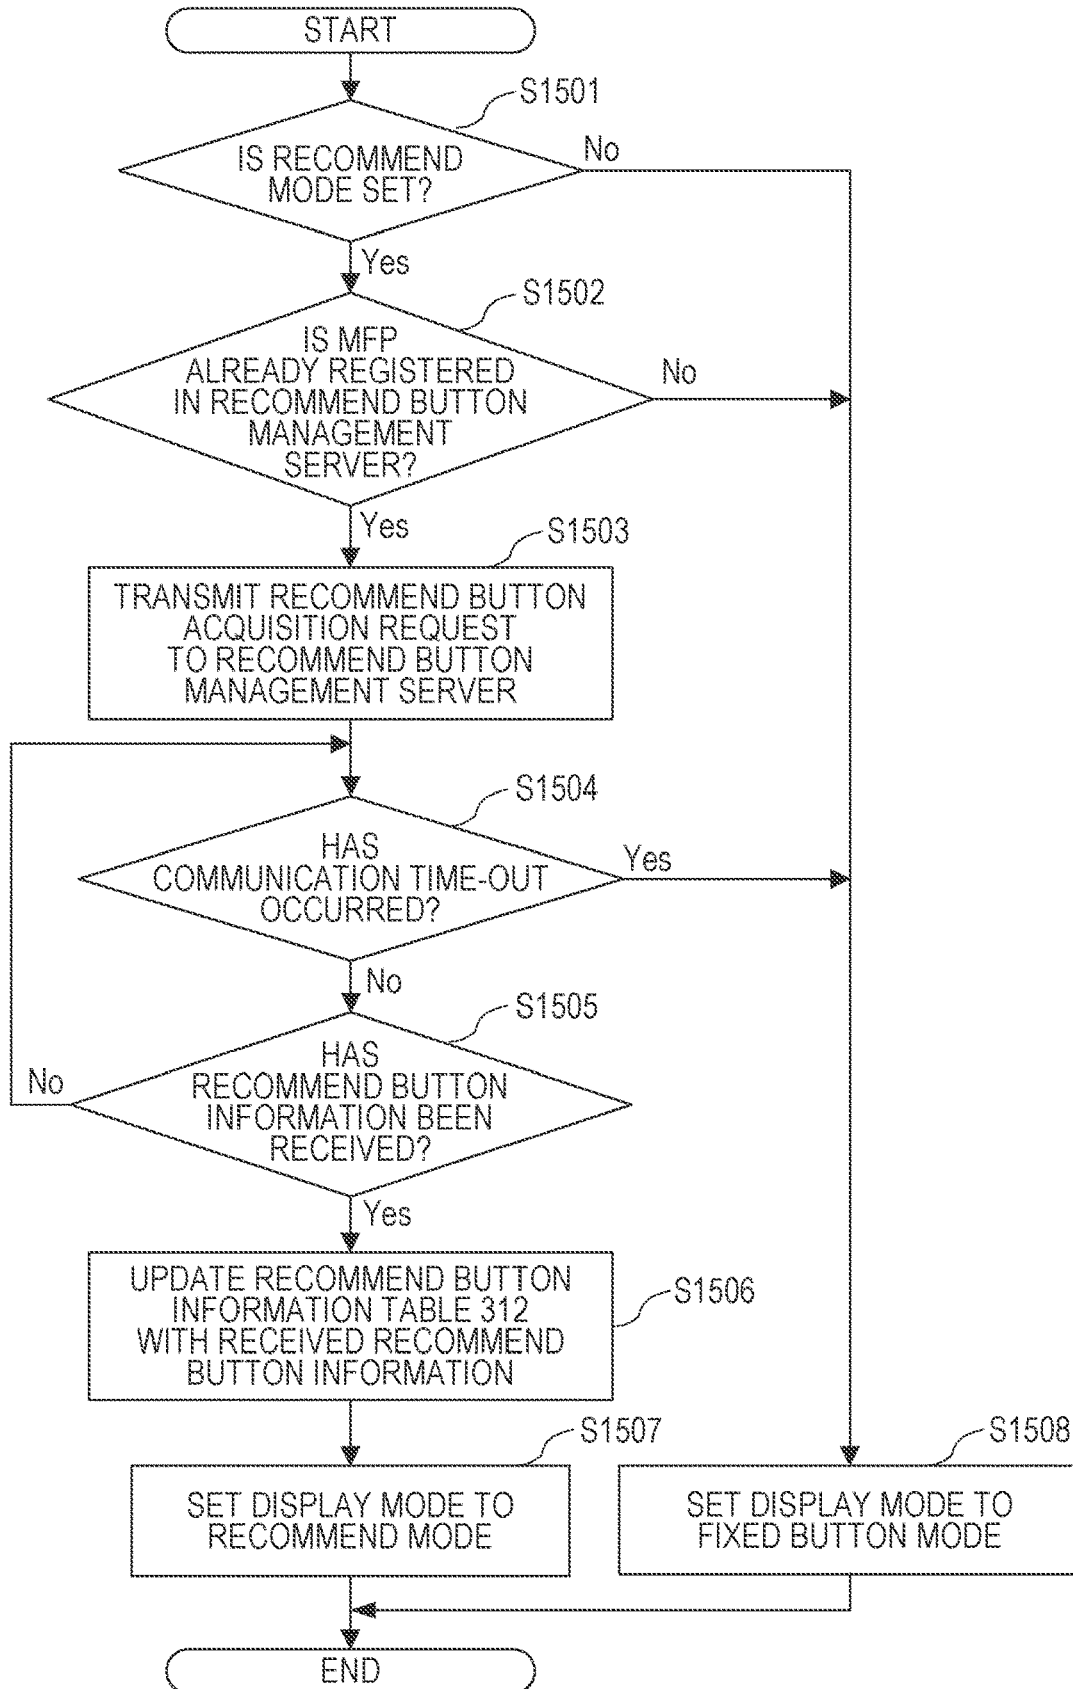 START
S1501
IS RECOMMEND
MODE SET?
No
Yes
S1502
IS MFP
ALREADY REGISTERED
IN RECOMMEND BUTTON
MANAGEMENT
SERVER?
No
Yes
S1503
TRANSMIT RECOMMEND BUTTON
ACQUISITION REQUEST
TO RECOMMEND BUTTON
MANAGEMENT SERVER
S1504
HAS
COMMUNICATION TIME-OUT
OCCURRED?
Yes
No
S1505
HAS
RECOMMEND BUTTON
INFORMATION BEEN
RECEIVED?
No
Yes
UPDATE RECOMMEND BUTTON
INFORMATION TABLE 312
WITH RECEIVED RECOMMEND
BUTTON INFORMATION
S1506
S1507
SET DISPLAY MODE TO
RECOMMEND MODE
S1508
SET DISPLAY MODE TO
FIXED BUTTON MODE
END